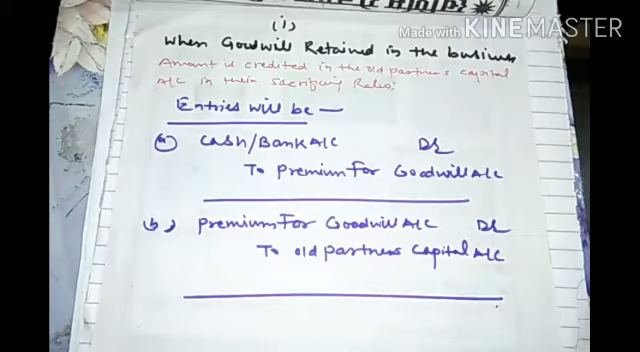 Made with KINEMASTER
(i)
When Goodwill Retained in the business
Amount is credited in the old partners capital
A/C in their Sacrificing Ratio.
Entries will be —
(a) Cash/Bank A/C Dr
To Premium For Goodwill A/C
(b) Premium For Goodwill A/C Dr
To old partners Capital A/C